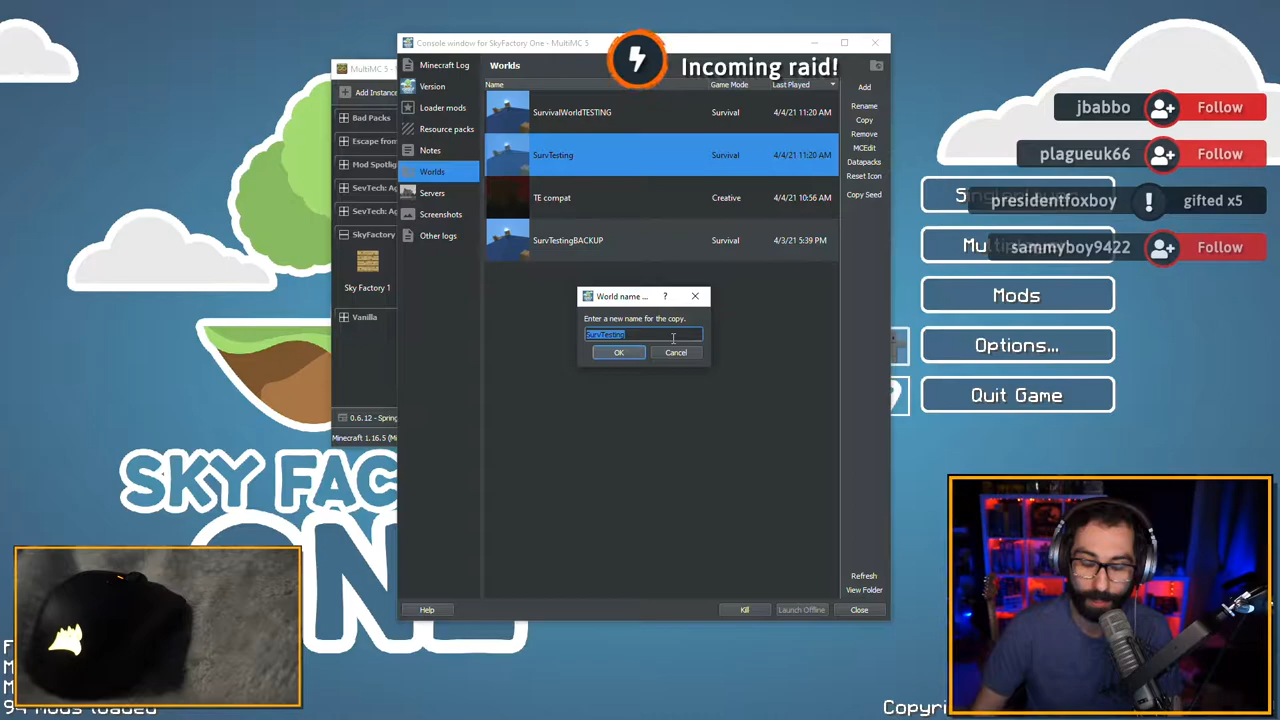 Console window for SkyFactory One - MultiMC 5
Incoming raid!
MultiMC 5 -
Add Instanc
Bad Packs
Escape from
Mod Spotlig
SevTech: Ag
SevTech: Ag
SkyFactory
Sky Factory 1
Vanilla
0.6.12 - Spring
Minecraft 1.16.5 (Mi
Minecraft Log
Version
Loader mods
Resource packs
Notes
Worlds
Servers
Screenshots
Other logs
Worlds
Name Game Mode Last Played
SurvivalWorldTESTING Survival 4/4/21 11:20 AM
SurvTesting Survival 4/4/21 11:20 AM
TE compat Creative 4/4/21 10:56 AM
SurvTestingBACKUP Survival 4/3/21 5:39 PM
Add
Rename
Copy
Remove
MCEdit
Datapacks
Reset Icon
Copy Seed
Refresh
View Folder
World name ... ?
Enter a new name for the copy.
SurvTesting
OK Cancel
Help Kill Launch Offline Close
jbabbo Follow
plagueuk66 Follow
presidentfoxboy ! gifted x5
sammyboy9422 Follow
Mods
Options...
Quit Game
SKY FAC
ONE
94 Mods loaded
Copyri